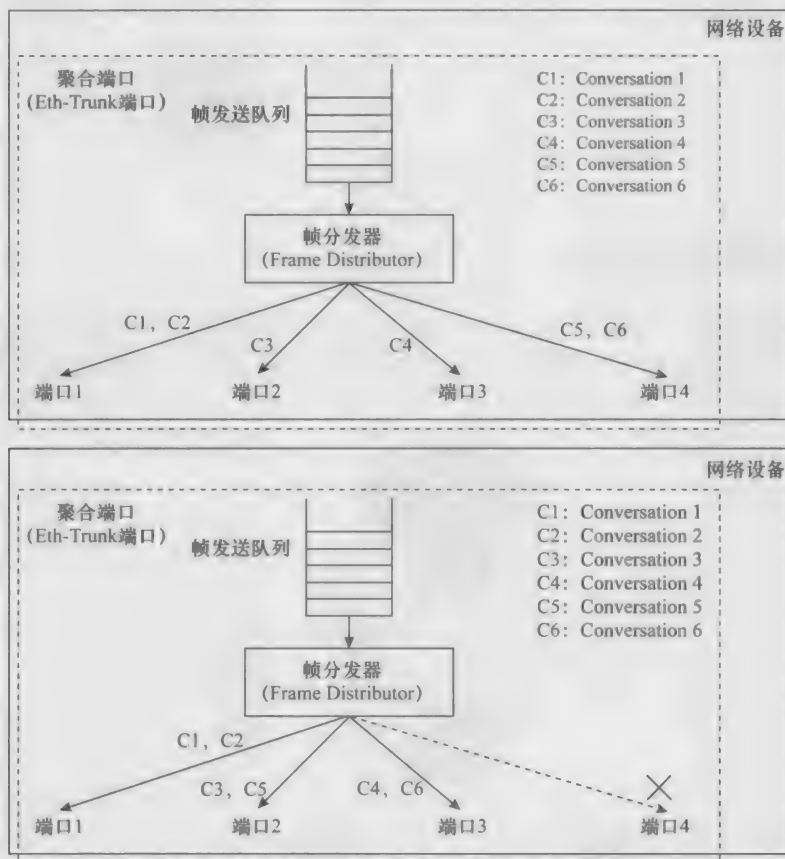 网络设备
聚合端口
(Eth-Trunk端口)
帧发送队列
C1: Conversation 1
C2: Conversation 2
C3: Conversation 3
C4: Conversation 4
C5: Conversation 5
C6: Conversation 6
帧分发器
(Frame Distributor)
C1, C2
C3
C4
C5, C6
端口1
端口2
端口3
端口4
网络设备
聚合端口
(Eth-Trunk端口)
帧发送队列
C1: Conversation 1
C2: Conversation 2
C3: Conversation 3
C4: Conversation 4
C5: Conversation 5
C6: Conversation 6
帧分发器
(Frame Distributor)
C1, C2
C3, C5
C4, C6
端口1
端口2
端口3
端口4